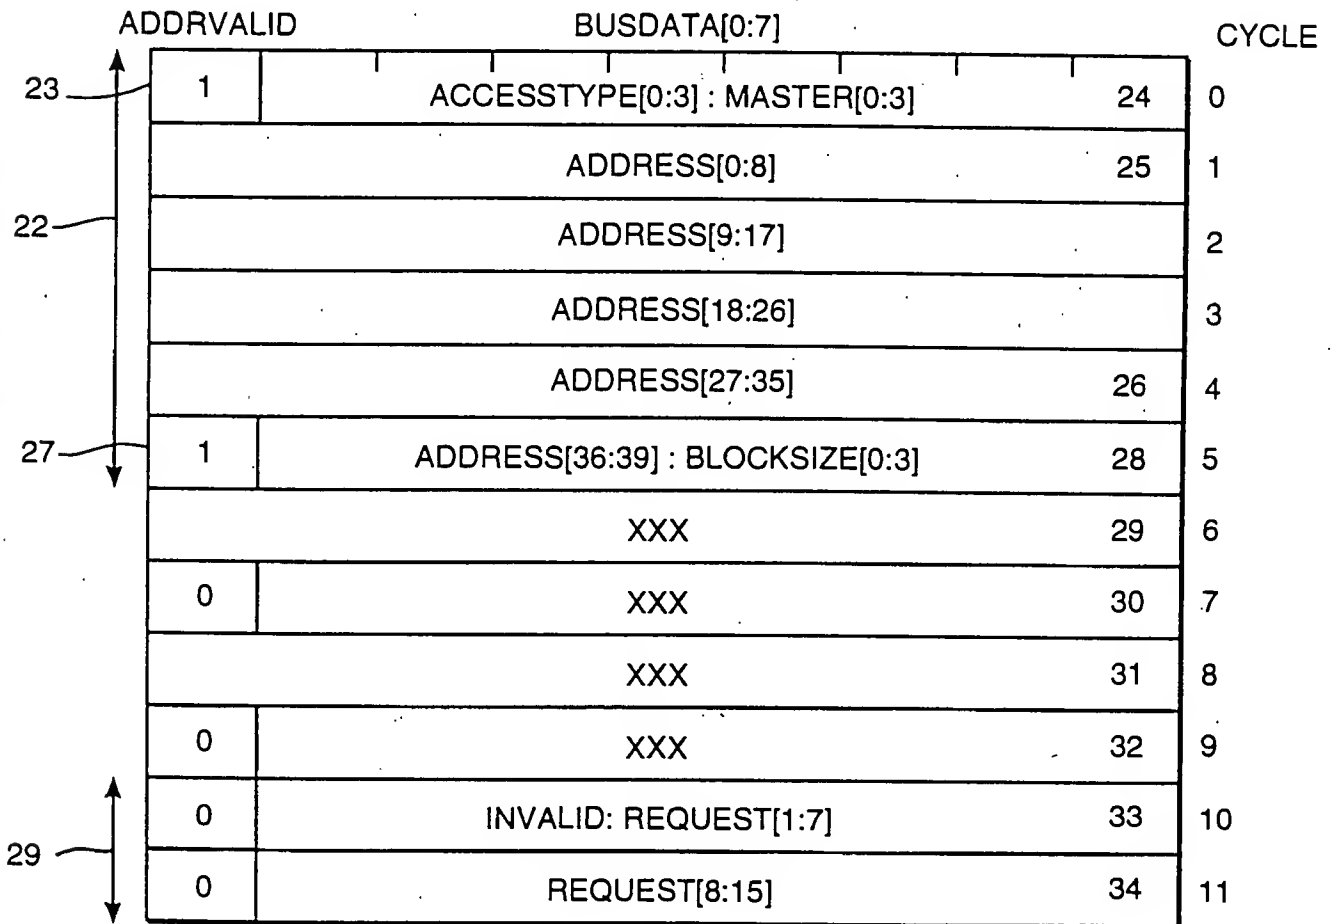 ADDRVALID BUSDATA[0:7] CYCLE
23 1 ACCESSTYPE[0:3] : MASTER[0:3] 24 0
ADDRESS[0:8] 25 1
22 ADDRESS[9:17] 2
ADDRESS[18:26] 3
ADDRESS[27:35] 26 4
27 1 ADDRESS[36:39] : BLOCKSIZE[0:3] 28 5
XXX 29 6
0 XXX 30 7
XXX 31 8
0 XXX 32 9
0 INVALID: REQUEST[1:7] 33 10
29
0 REQUEST[8:15] 34 11